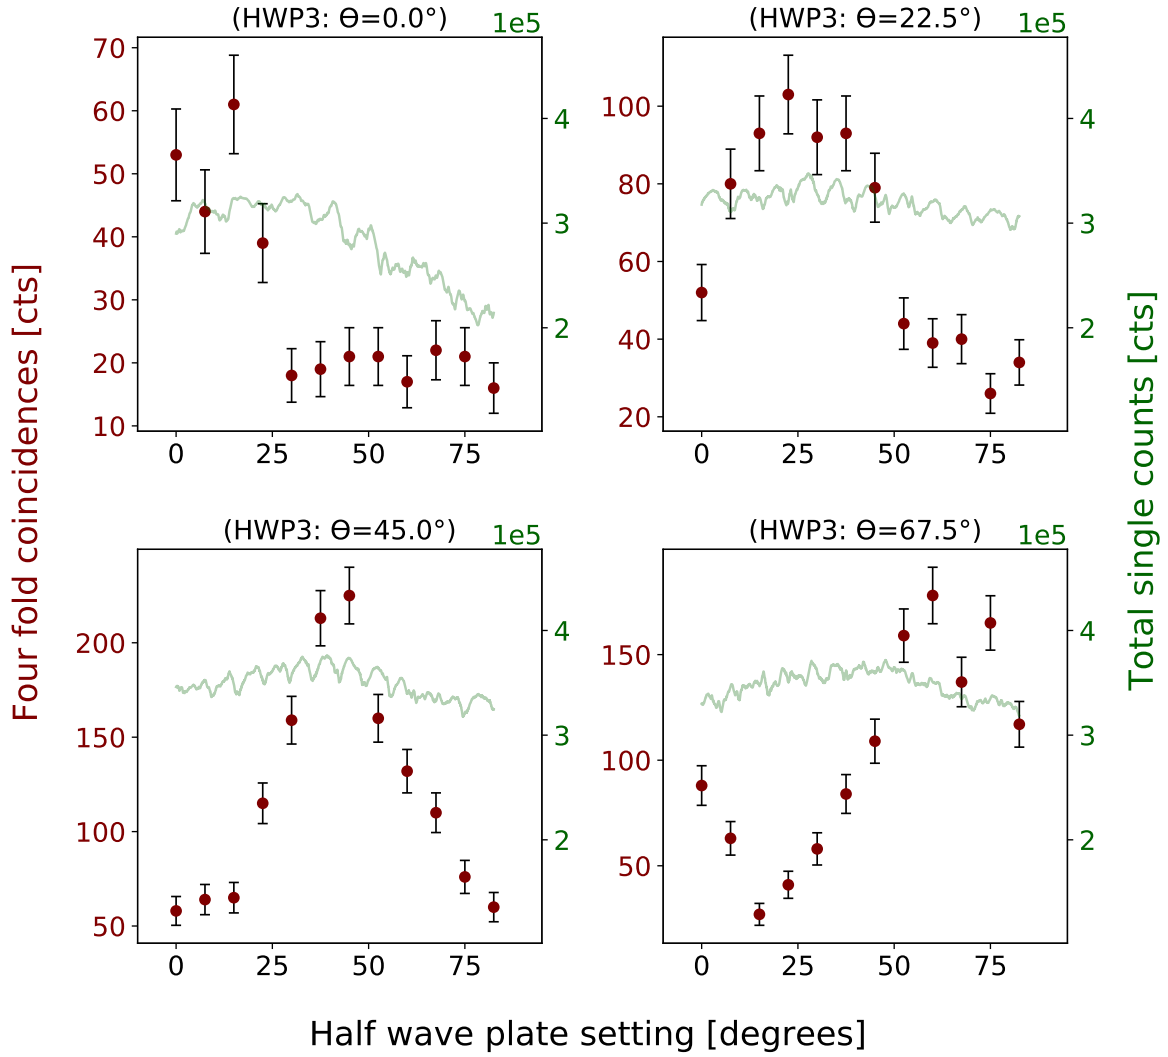 (HWP3: Θ=0.0°)
1e5
(HWP3: Θ=22.5°)
1e5
70
60
50
40
30
20
10
4
3
2
100
80
60
40
20
4
3
2
0 25 50 75
0 25 50 75
Four fold coincidences [cts]
Total single counts [cts]
(HWP3: Θ=45.0°)
1e5
(HWP3: Θ=67.5°)
1e5
200
150
100
50
4
3
2
150
100
50
4
3
2
0 25 50 75
0 25 50 75
Half wave plate setting [degrees]